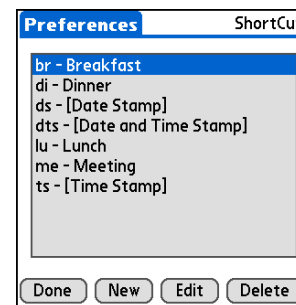 Preferences ShortCu
br - Breakfast
di - Dinner
ds - [Date Stamp]
dts - [Date and Time Stamp]
lu - Lunch
me - Meeting
ts - [Time Stamp]
Done New Edit Delete